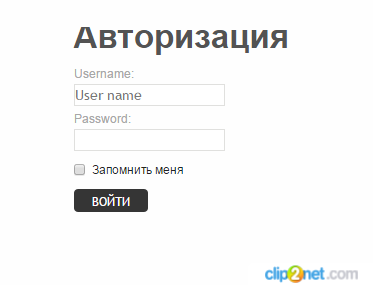 Авторизация
Username:
User name
Password:
Запомнить меня
ВОЙТИ
clip2net.com